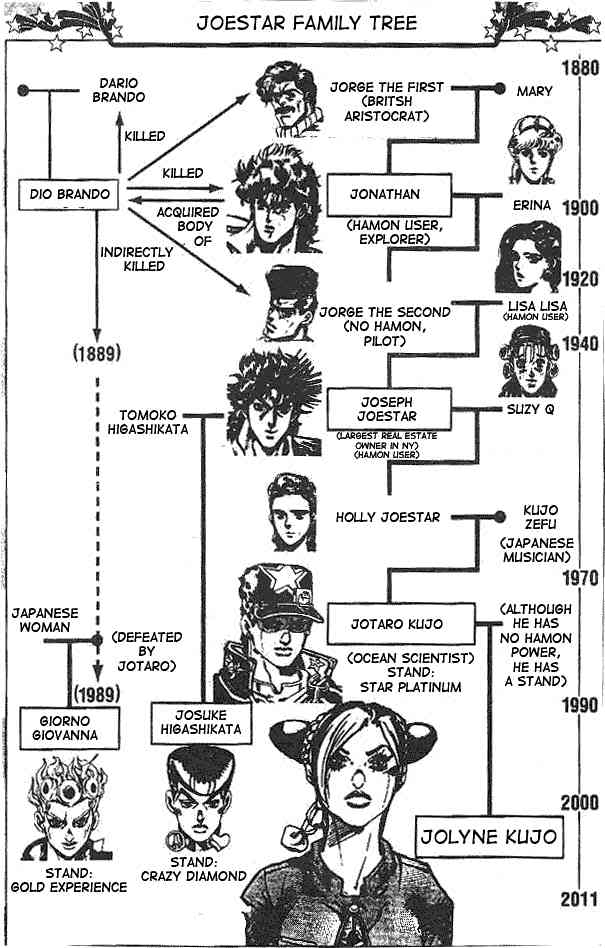 JOESTAR FAMILY TREE
1880
DARIO
BRANDO
JORGE THE FIRST
(BRITSH
ARISTOCRAT)
MARY
KILLED
KILLED
DIO BRANDO
JONATHAN
ERINA
1900
ACQUIRED
BODY
OF
(HAMON USER,
EXPLORER)
INDIRECTLY
KILLED
1920
JORGE THE SECOND
(NO HAMON,
PILOT)
LISA LISA
(HAMON USER)
1940
(1889)
TOMOKO
HIGASHIKATA
JOSEPH
JOESTAR
SUZY Q
(LARGEST REAL ESTATE
OWNER IN NY)
(HAMON USER)
HOLLY JOESTAR
KUJO
ZEFU
(JAPANESE
MUSICIAN)
1970
JAPANESE
WOMAN
(DEFEATED
BY
JOTARO)
JOTARO KUJO
(ALTHOUGH
HE HAS
NO HAMON
POWER,
HE HAS
A STAND)
(OCEAN SCIENTIST)
STAND:
STAR PLATINUM
(1989)
1990
GIORNO
GIOVANNA
JOSUKE
HIGASHIKATA
2000
JOLYNE KUJO
STAND:
GOLD EXPERIENCE
STAND:
CRAZY DIAMOND
2011